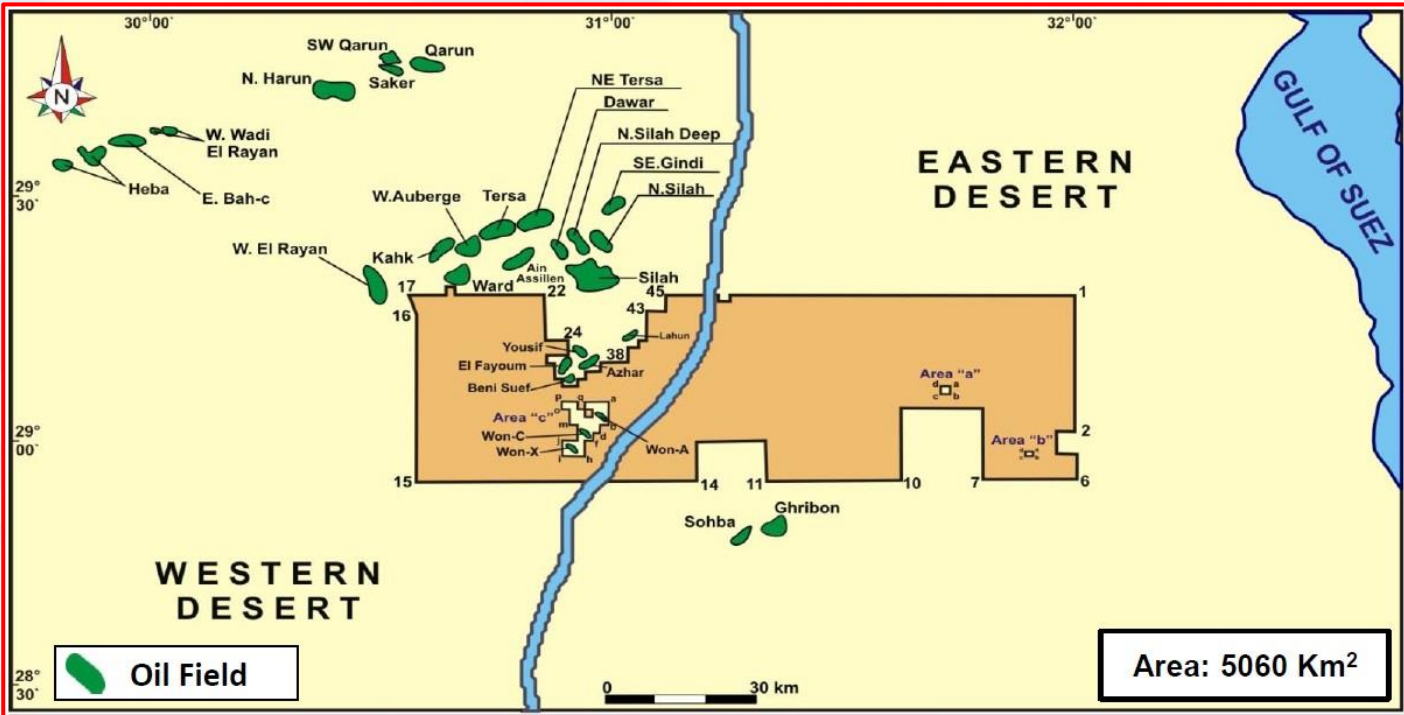 30°00`
31°00`
32°00`
SW Qarun
Qarun
N. Harun
Saker
N
NE Tersa
Dawar
N.Silah Deep
SE.Gindi
N.Silah
W. Wadi
El Rayan
Heba
E. Bah-c
29°
30`
EASTERN
DESERT
GULF OF SUEZ
W.Auberge
Tersa
W. El Rayan
Kahk
Ain
Assillen
Silah
Ward
17
22
45
1
16
43
24
Lahun
Yousif
38
El Fayoum
Azhar
Beni Suef
Area "a"
d a
c b
p q a
Area "c"
o
m
b
Won-C
d
f
Won-X
j
i h
Won-A
29°
00`
2
Area "b"
15
14
11
10
7
6
Sohba
Ghribon
WESTERN
DESERT
28°
30`
Oil Field
0 30 km
Area: 5060 Km²